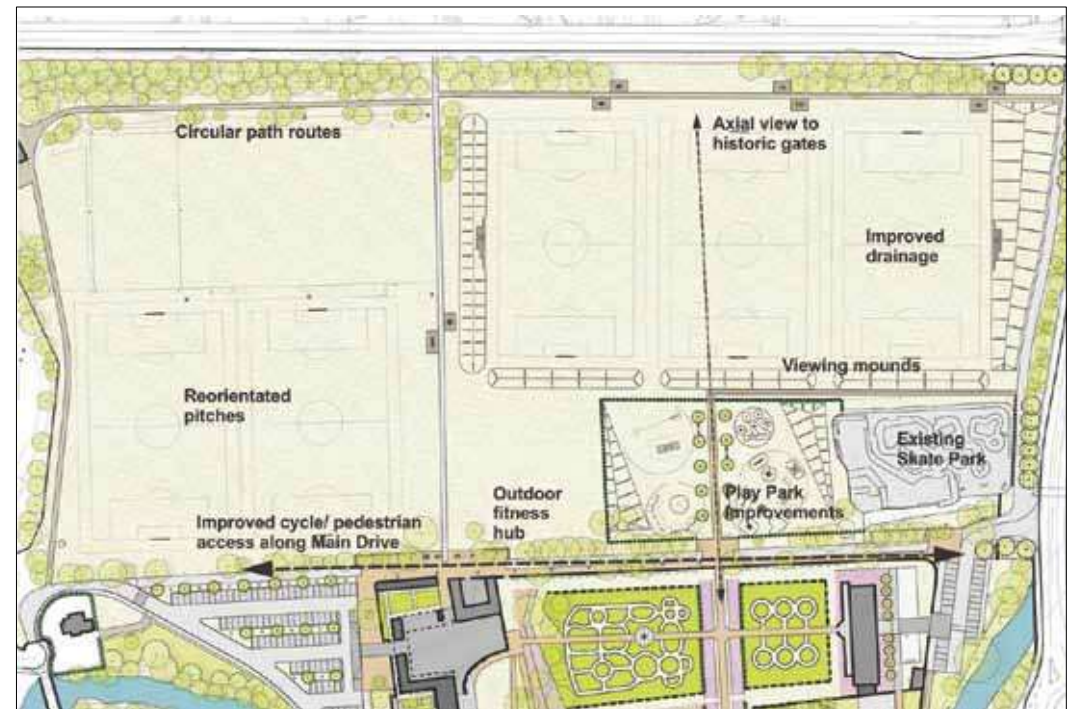 Circular path routes
Axial view to
historic gates
Improved
drainage
Viewing mounds
Reorientated
pitches
Existing
Skate Park
Outdoor
fitness
hub
Play Park
Improvements
Improved cycle/ pedestrian
access along Main Drive